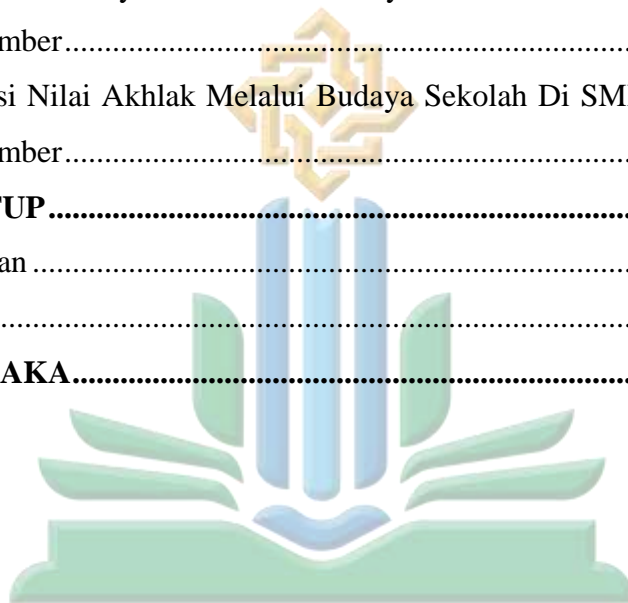 mber........................................................................
si Nilai Akhlak Melalui Budaya Sekolah Di SM
mber........................................................................
TUP........................................................................
an ........................................................................
........................................................................
AKA........................................................................